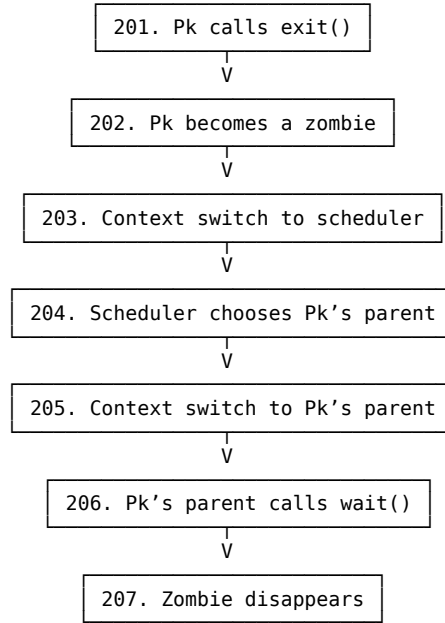 201. Pk calls exit()
V
202. Pk becomes a zombie
V
203. Context switch to scheduler
V
204. Scheduler chooses Pk’s parent
V
205. Context switch to Pk’s parent
V
206. Pk’s parent calls wait()
V
207. Zombie disappears